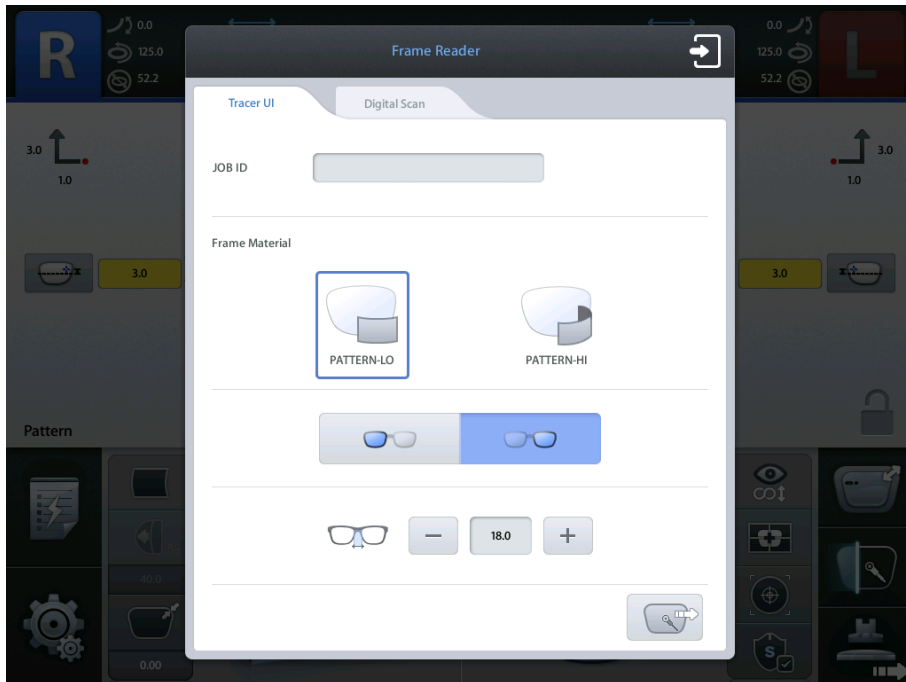 R
0.0
125.0
52.2
Frame Reader
0.0
125.0
52.2
L
Tracer UI
Digital Scan
3.0
1.0
3.0
1.0
JOB ID
Frame Material
3.0
3.0
PATTERN-LO
PATTERN-HI
Pattern
18.0
40.0
0.00
S